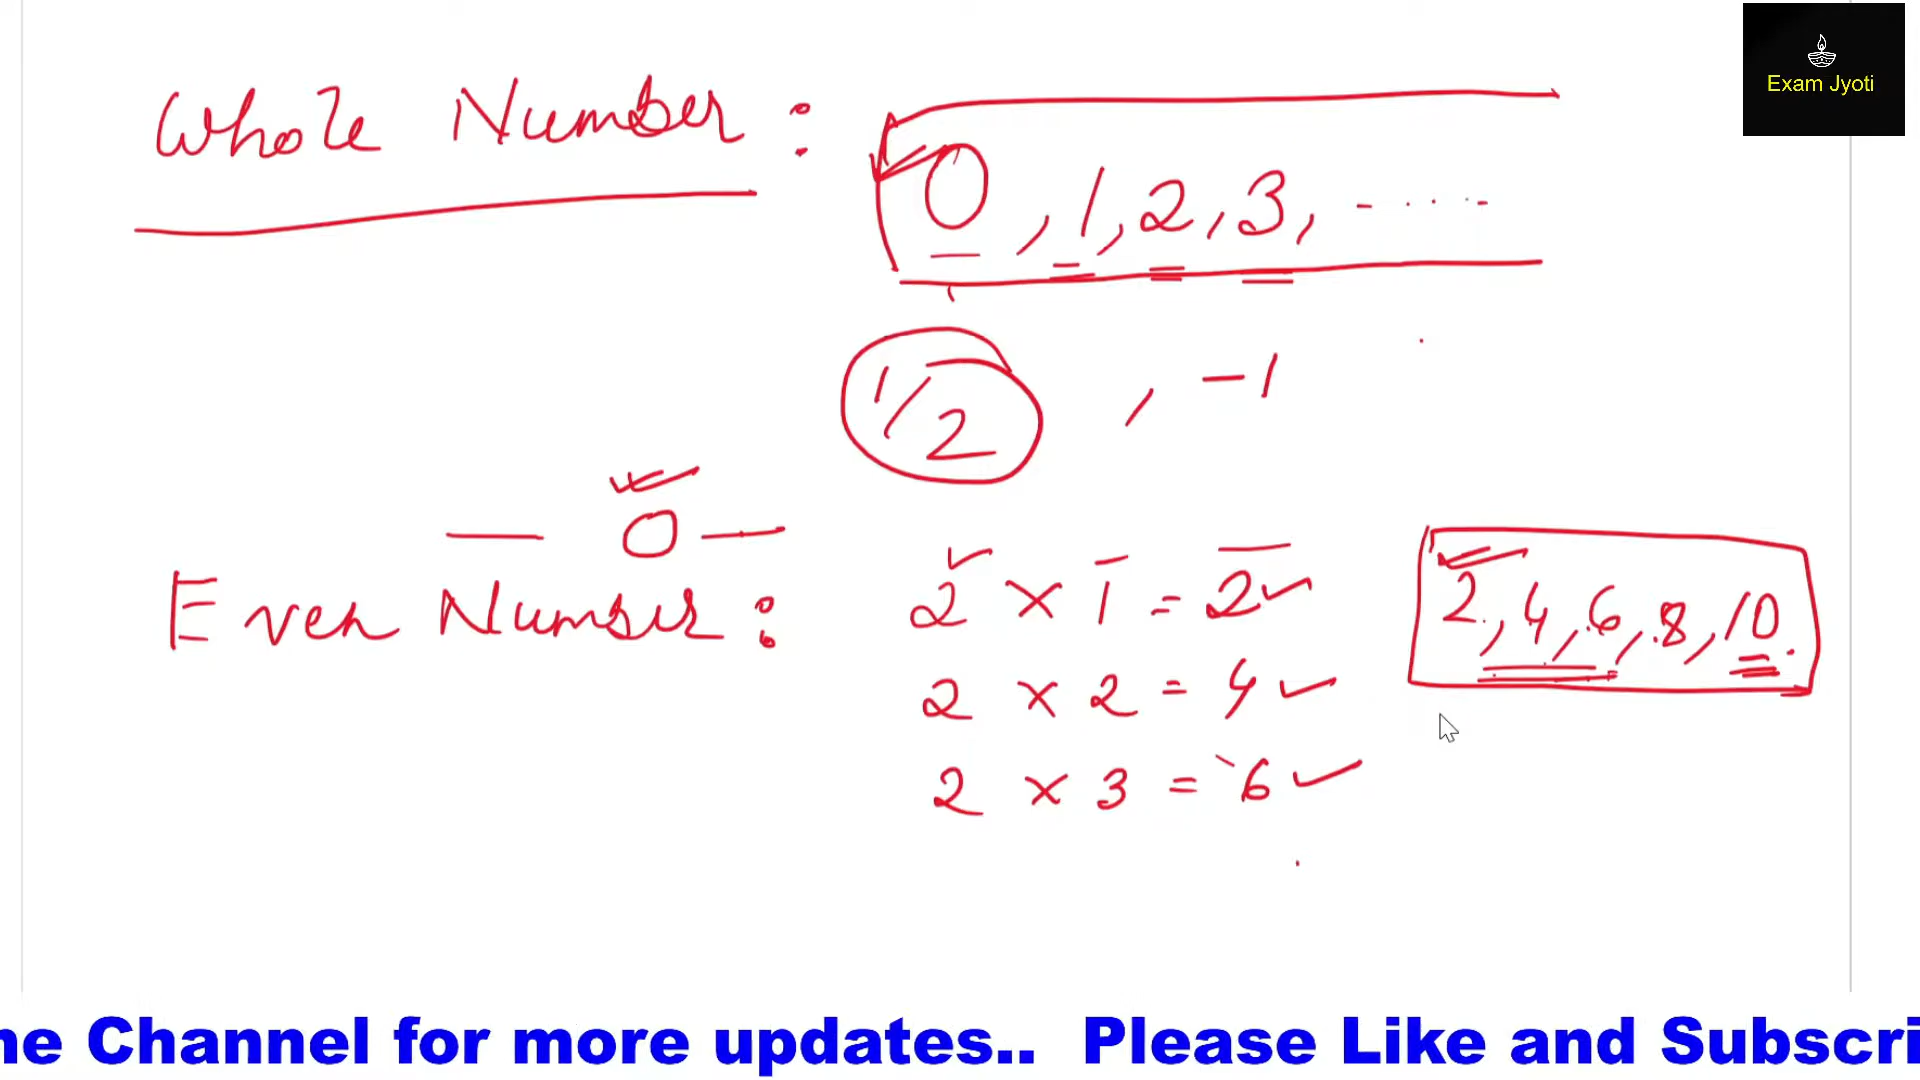 Exam Jyoti
Whole Number : 0, 1, 2, 3, - .....
1/2 , -1
— 0 —
Even Number : 2 × 1 = 2 ✓ 2, 4, 6, 8, 10.
2 × 2 = 4 ✓
2 × 3 = 6 ✓
ne Channel for more updates.. Please Like and Subscri